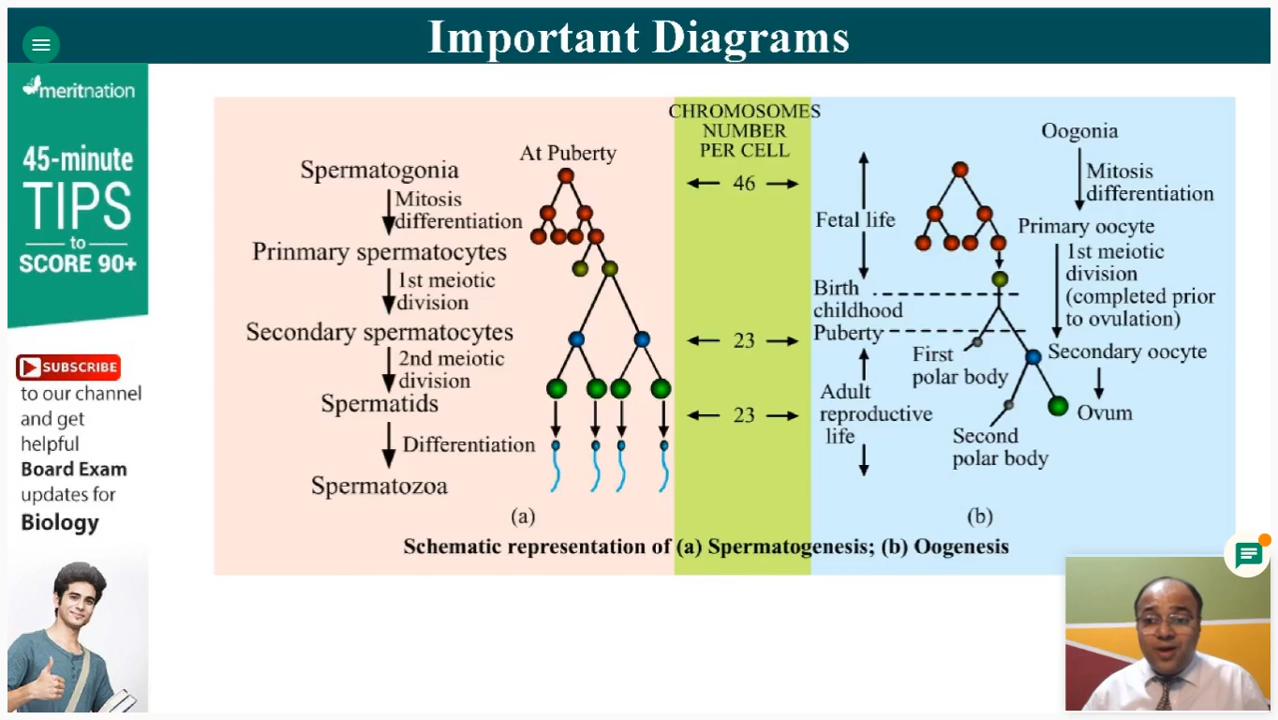 Important Diagrams
meritnation
45-minute
TIPS
to
SCORE 90+
SUBSCRIBE
to our channel
and get
helpful
Board Exam
updates for
Biology
Spermatogonia
Mitosis
differentiation
Prinmary spermatocytes
1st meiotic
division
Secondary spermatocytes
2nd meiotic
division
Spermatids
Differentiation
Spermatozoa
At Puberty
(a)
CHROMOSOMES
NUMBER
PER CELL
46
23
23
Fetal life
Birth
childhood
Puberty
Adult
reproductive
life
First
polar body
Second
polar body
Oogonia
Mitosis
differentiation
Primary oocyte
1st meiotic
division
(completed prior
to ovulation)
Secondary oocyte
Ovum
(b)
Schematic representation of (a) Spermatogenesis; (b) Oogenesis